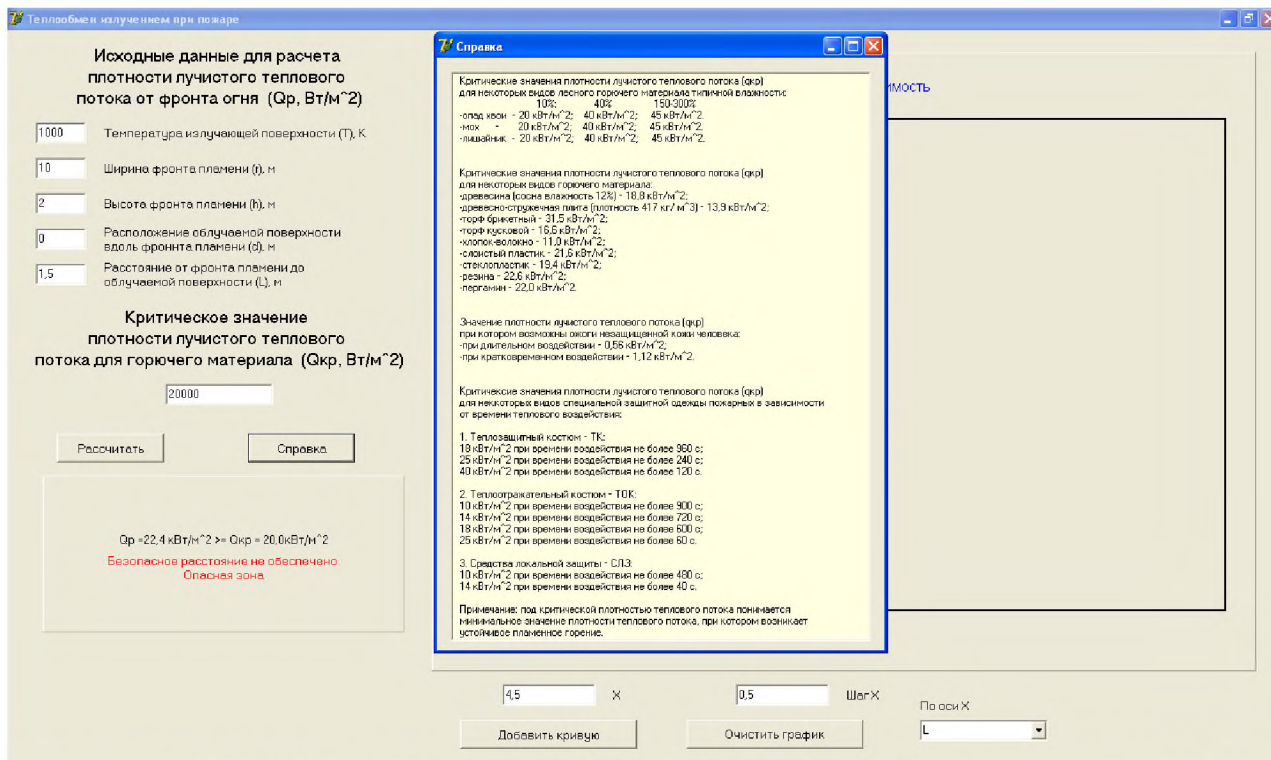 Теплообмен излучением при пожаре
Исходные данные для расчета
плотности лучистого теплового
потока от фронта огня (Qp, Вт/м^2)
1000 Температура излучающей поверхности (T), К
10 Ширина фронта пламени (r), м
2 Высота фронта пламени (h), м
0 Расположение облучаемой поверхности
вдоль фроннта пламени (d), м
1,5 Расстояние от фронта пламени до
облучаемой поверхности (L), м
Критическое значение
плотности лучистого теплового
потока для горючего материала (Qкр, Вт/м^2)
20000
Рассчитать Справка
Qp =22,4 кВт/м^2 >= Qкр = 20,0кВт/м^2
Безопасное расстояние не обеспечено.
Опасная зона
Справка
Критические значения плотности лучистого теплового потока (qкр)
для некоторых видов лесного горючего материала типичной влажности:
10%; 40% 150-300%
-опад хвои - 20 кВт/м^2; 40 кВт/м^2; 45 кВт/м^2.
-мох - 20 кВт/м^2; 40 кВт/м^2; 45 кВт/м^2.
-лишайник - 20 кВт/м^2; 40 кВт/м^2; 45 кВт/м^2.
Критические значения плотности лучистого теплового потока (qкр)
для некоторых видов горючего материала:
-древесина (сосна влажность 12%) - 18,8 кВт/м^2;
-древесно-стружечная плита (плотность 417 кг/ м^3) - 13,9 кВт/м^2;
-торф брикетный - 31,5 кВт/м^2;
-торф кусковой - 16,6 кВт/м^2;
-хлопок-волокно - 11,0 кВт/м^2;
-слоистый пластик - 21,6 кВт/м^2;
-стеклопластик - 19,4 кВт/м^2;
-резина - 22,6 кВт/м^2;
-пергамин - 22,0 кВт/м^2.
Значение плотности лучистого теплового потока (qкр)
при котором возможны ожоги незащищенной кожи человека:
-при длительном воздействии - 0,56 кВт/м^2;
-при кратковременном воздействии - 1,12 кВт/м^2.
Критичексие значения плотности лучистого теплового потока (qкр)
для неккоторых видов специальной защитной одежды пожарных в зависимости
от времени теплового воздействия:
1. Теплозащитный костюм - ТК:
18 кВт/м^2 при времени воздействия не более 960 с;
25 кВт/м^2 при времени воздействия не более 240 с;
40 кВт/м^2 при времени воздействия не более 120 с.
2. Теплоотражательный костюм - ТОК:
10 кВт/м^2 при времени воздействия не более 900 с;
14 кВт/м^2 при времени воздействия не более 720 с;
18 кВт/м^2 при времени воздействия не более 600 с;
25 кВт/м^2 при времени воздействия не более 60 с.
3. Средства локальной защиты - СЛЗ:
10 кВт/м^2 при времени воздействия не более 480 с;
14 кВт/м^2 при времени воздействия не более 40 с.
Примечание: под критической плотностью теплового потока понимается
минимальное значение плотности теплового потока, при котором возникает
устойчивое пламенное горение.
имость
4,5 X 0,5 Шаг X По оси X
Добавить кривую Очистить график L